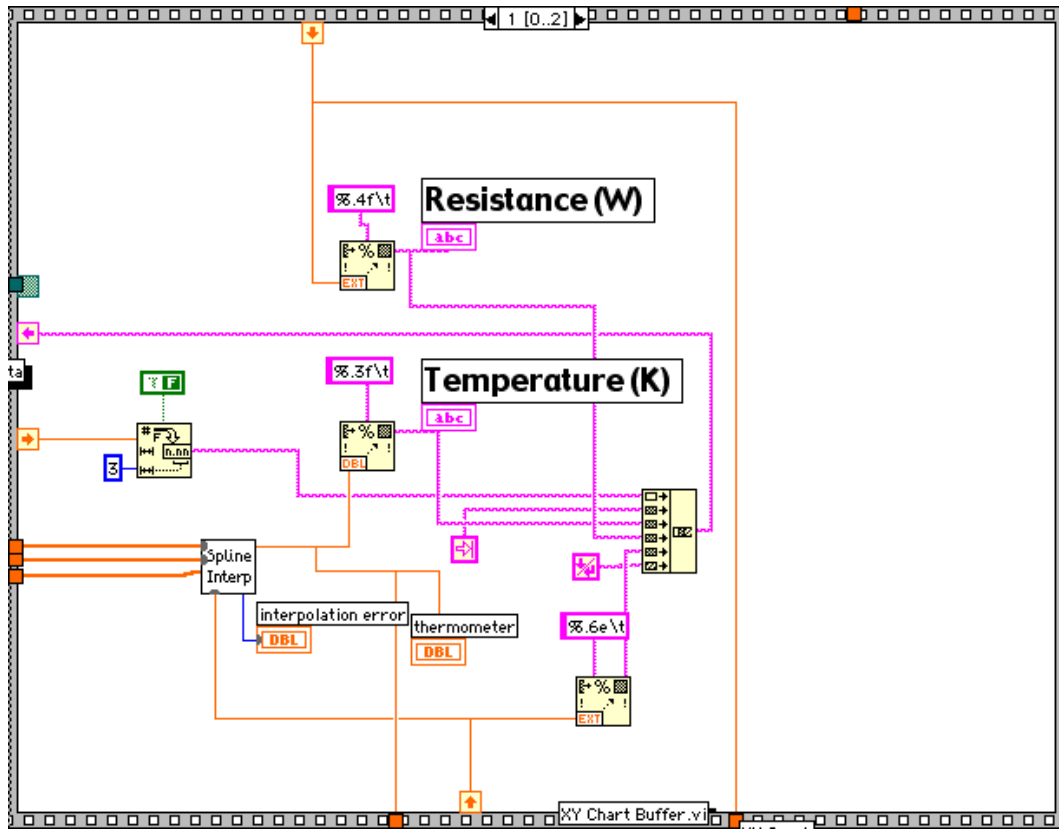 1 [0..2]
%.4f\t
Resistance (W)
abc
% 
EXT
ta
? F
%.3f\t
Temperature (K)
abc
# F
n.nn
%
DBL
3
Spline
Interp
interpolation error
DBL
thermometer
DBL
%.6e\t
%
EXT
XY Chart Buffer.vi